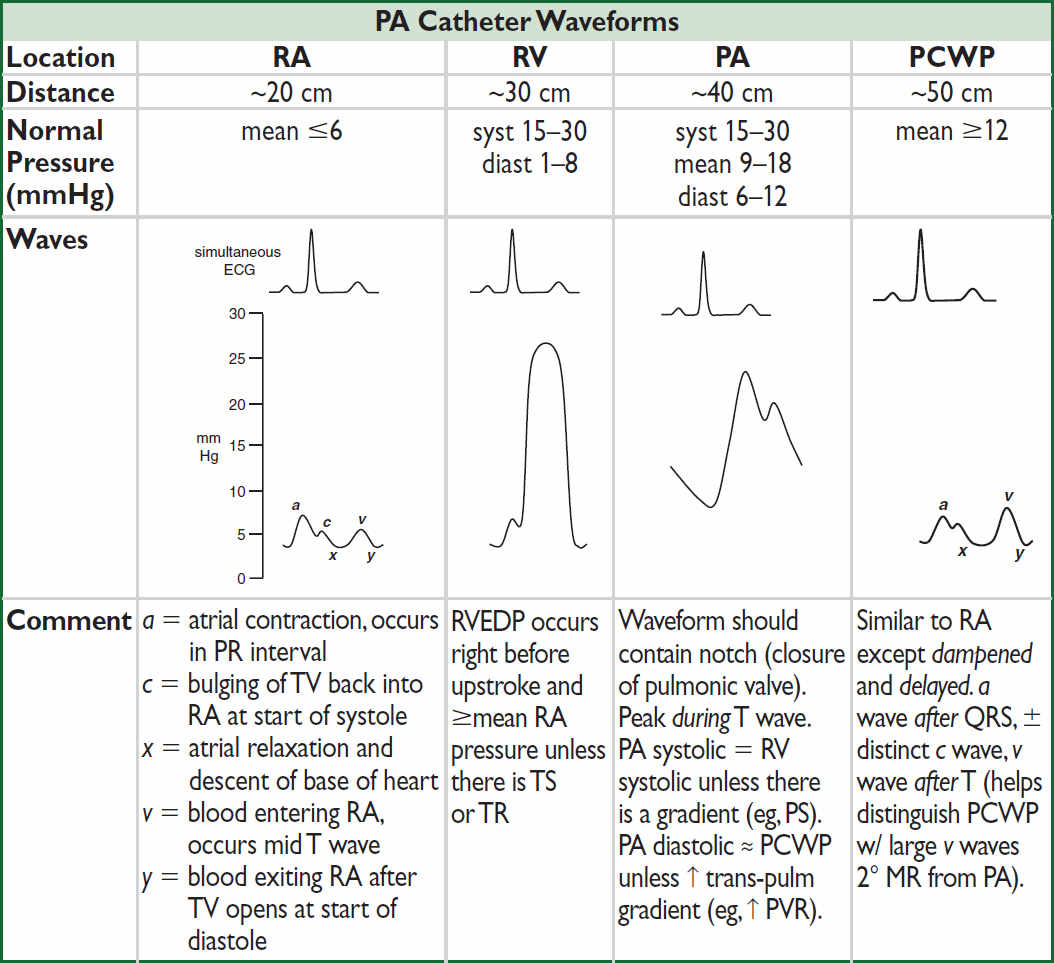 PA Catheter Waveforms
Location RA RV PA PCWP
Distance ~20 cm ~30 cm ~40 cm ~50 cm
Normal Pressure (mmHg)
mean ≤6
syst 15–30
diast 1–8
syst 15–30
mean 9–18
diast 6–12
mean ≥12
Waves
simultaneous
ECG
30
25
20
mm
Hg
15
10
5
0
a
c
v
x
y
a
v
x
y
Comment
a = atrial contraction, occurs
in PR interval
c = bulging of TV back into
RA at start of systole
x = atrial relaxation and
descent of base of heart
v = blood entering RA,
occurs mid T wave
y = blood exiting RA after
TV opens at start of
diastole
RVEDP occurs
right before
upstroke and
≥mean RA
pressure unless
there is TS
or TR
Waveform should
contain notch (closure
of pulmonic valve).
Peak during T wave.
PA systolic = RV
systolic unless there
is a gradient (eg, PS).
PA diastolic ≈ PCWP
unless ↑ trans-pulm
gradient (eg, ↑ PVR).
Similar to RA
except dampened
and delayed. a
wave after QRS, ±
distinct c wave, v
wave after T (helps
distinguish PCWP
w/ large v waves
2° MR from PA).